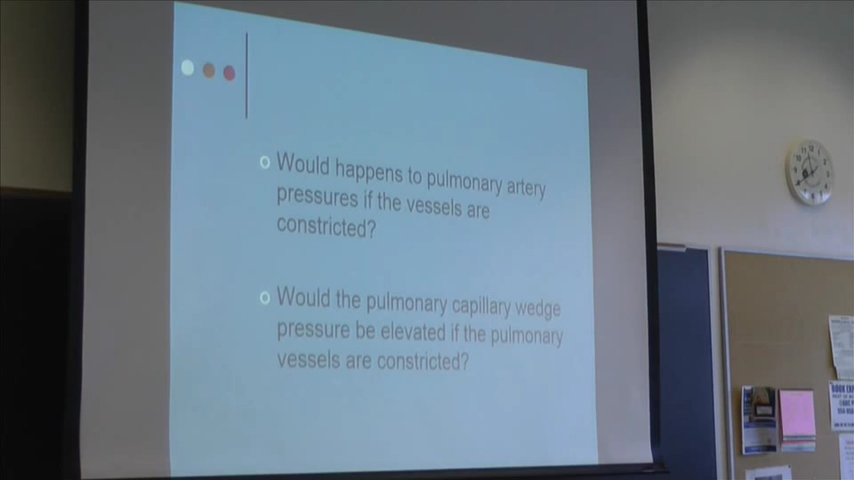 Would happens to pulmonary artery
pressures if the vessels are
constricted?
Would the pulmonary capillary wedge
pressure be elevated if the pulmonary
vessels are constricted?